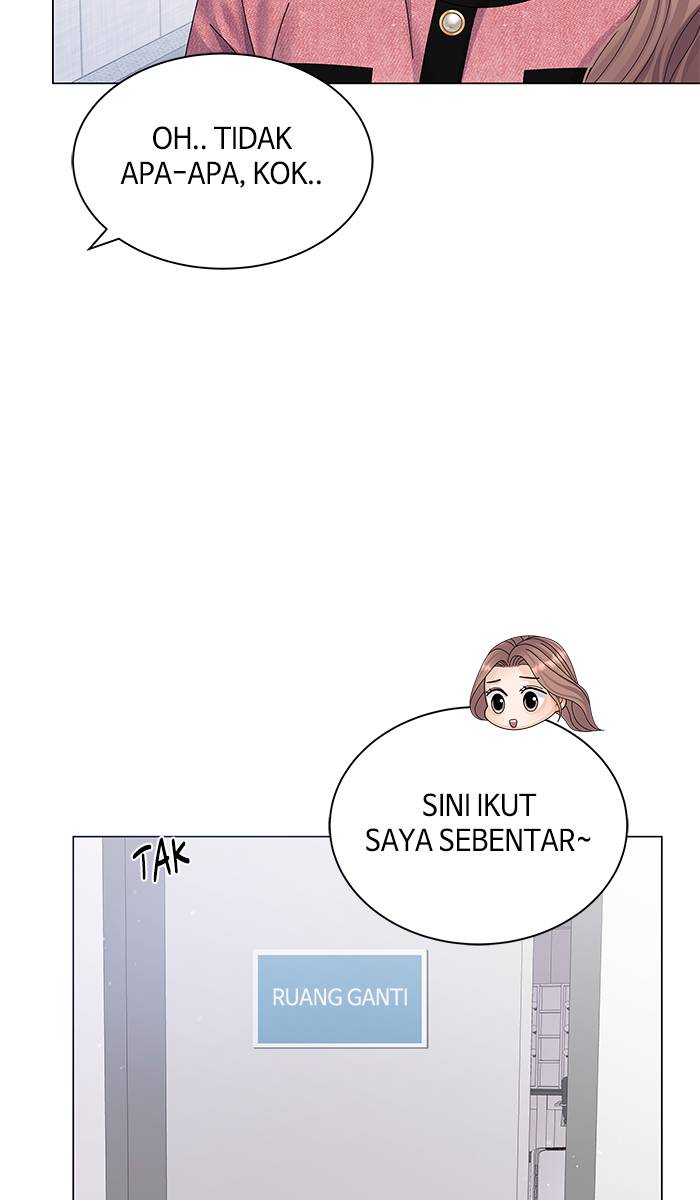 OH.. TIDAK
APA-APA, KOK..
SINI IKUT
SAYA SEBENTAR~
TAK
RUANG GANTI